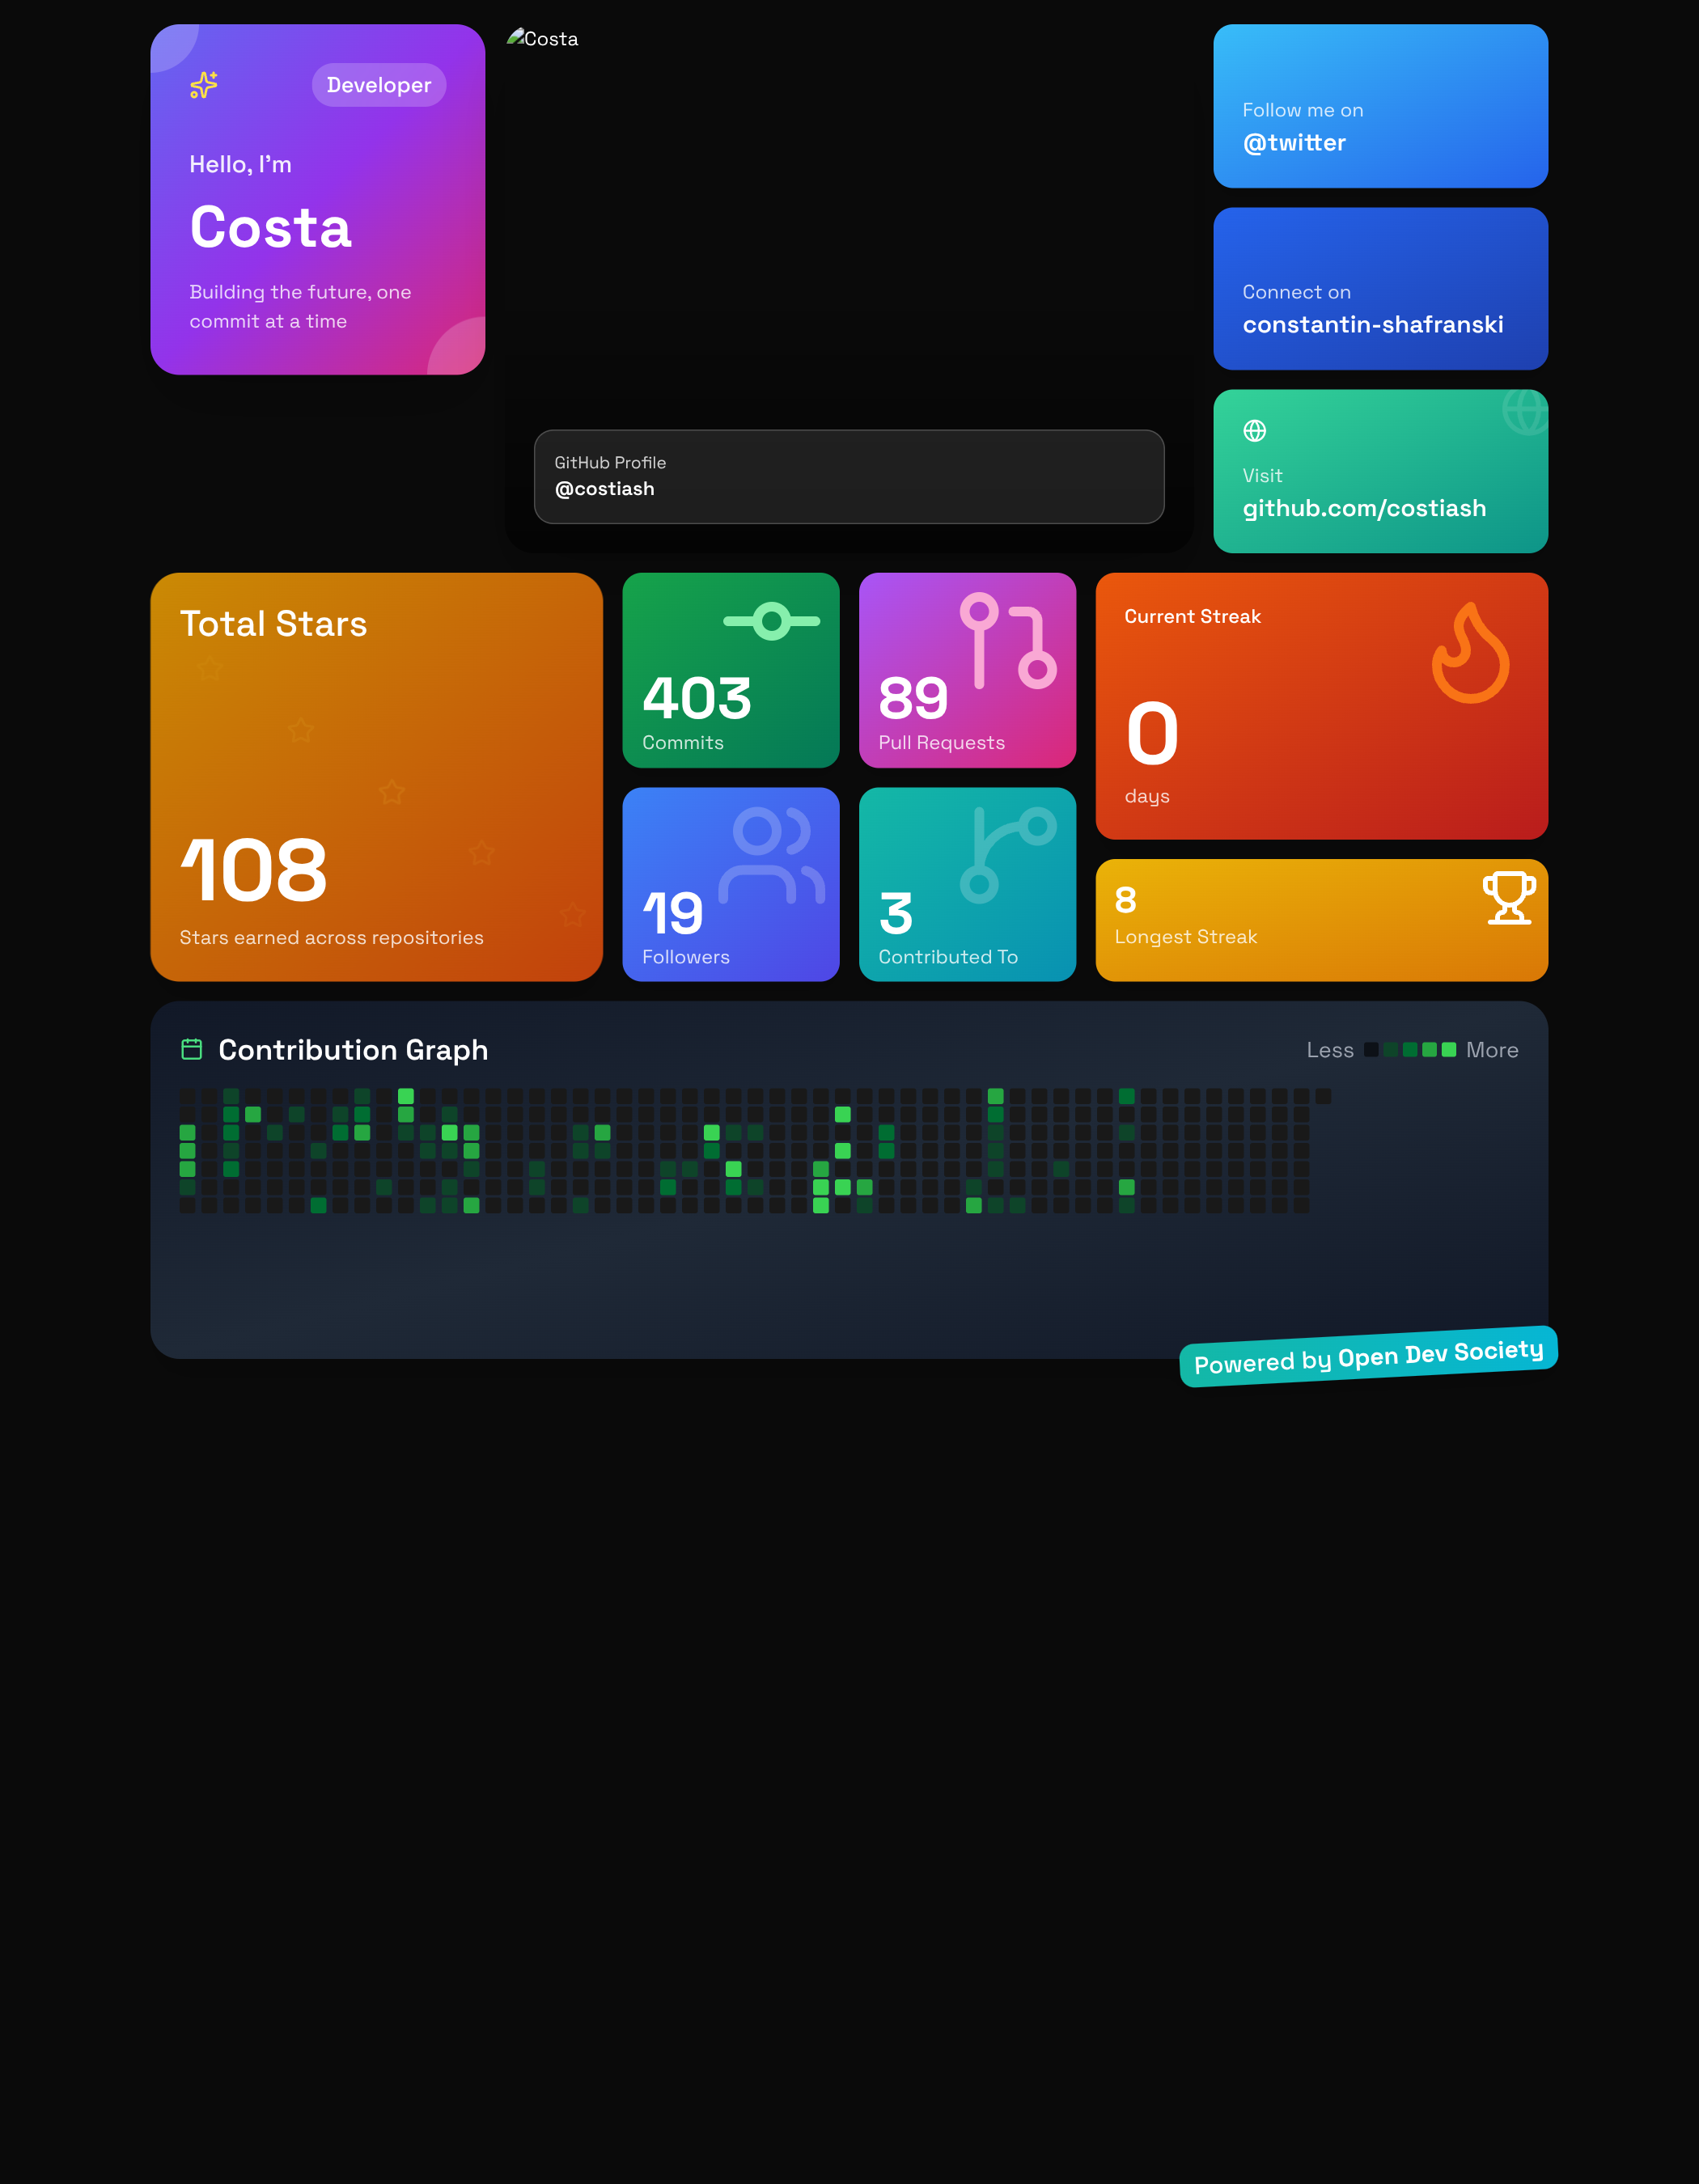 Developer
Hello, I'm
Costa
Building the future, one
commit at a time
Costa
GitHub Profile
@costiash
Follow me on
@twitter
Connect on
constantin-shafranski
Visit
github.com/costiash
Total Stars
108
Stars earned across repositories
403
Commits
89
Pull Requests
19
Followers
3
Contributed To
Current Streak
0
days
8
Longest Streak
Contribution Graph
Less More
Powered by Open Dev Society